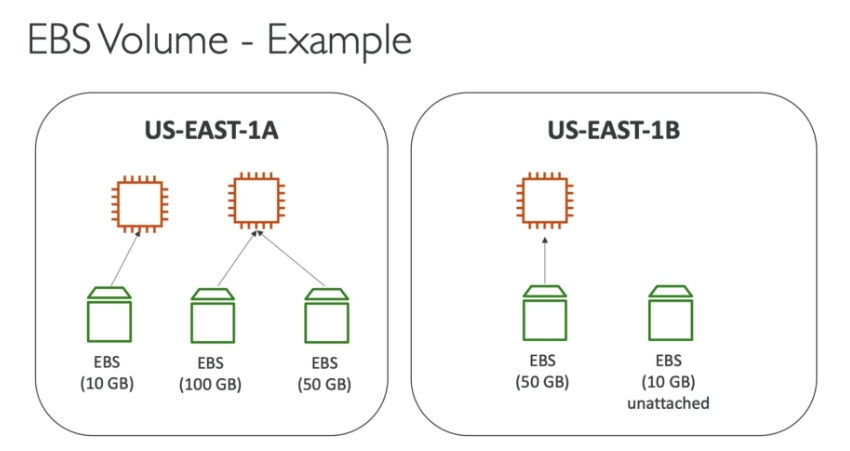 EBS Volume - Example
US-EAST-1A
US-EAST-1B
EBS
(10 GB)
EBS
(100 GB)
EBS
(50 GB)
EBS
(50 GB)
EBS
(10 GB)
unattached